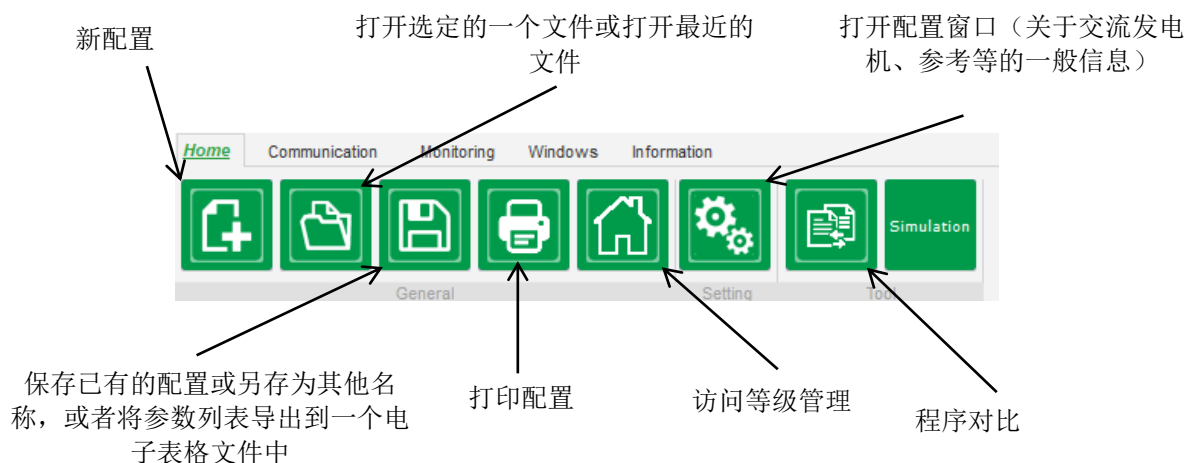 新配置
打开选定的一个文件或打开最近的
文件
打开配置窗口（关于交流发电
机、参考等的一般信息）
Home Communication Monitoring Windows Information
Simulation
General Setting Tool
保存已有的配置或另存为其他名
称，或者将参数列表导出到一个电
子表格文件中
打印配置
访问等级管理
程序对比